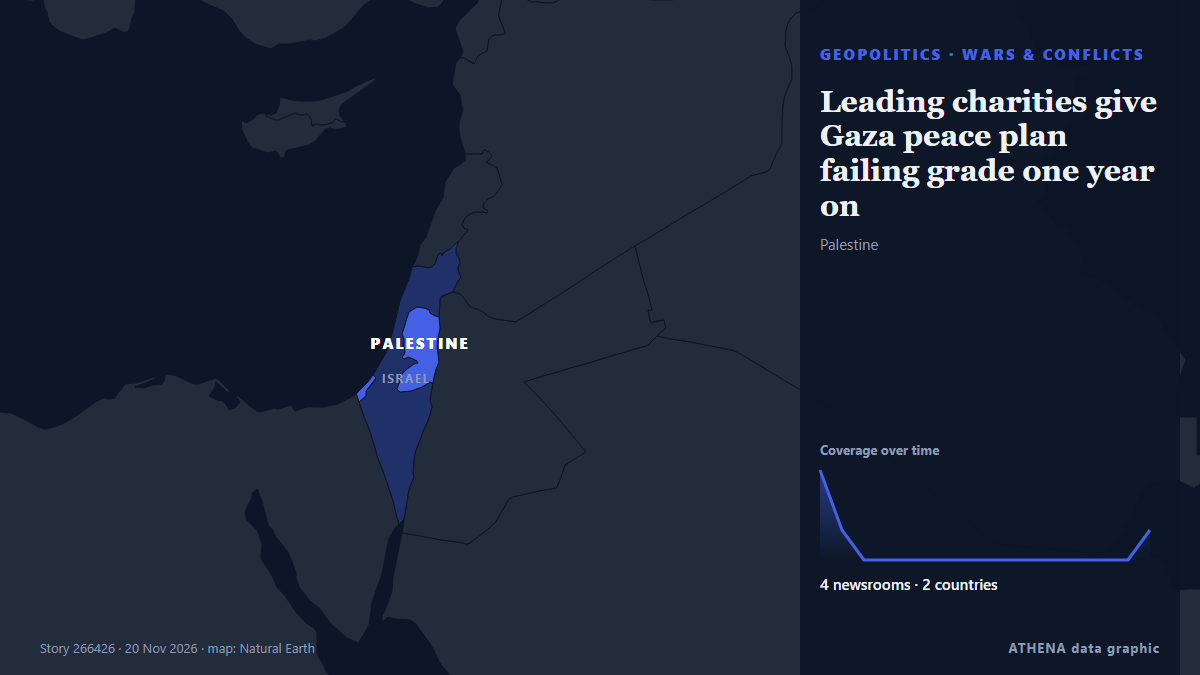 GEOPOLITICS · WARS & CONFLICTS
Leading charities give
Gaza peace plan
failing grade one year
on
Palestine
PALESTINE
ISRAEL
Coverage over time
4 newsrooms · 2 countries
Story 266426 · 20 Nov 2026 · map: Natural Earth
ATHENA data graphic